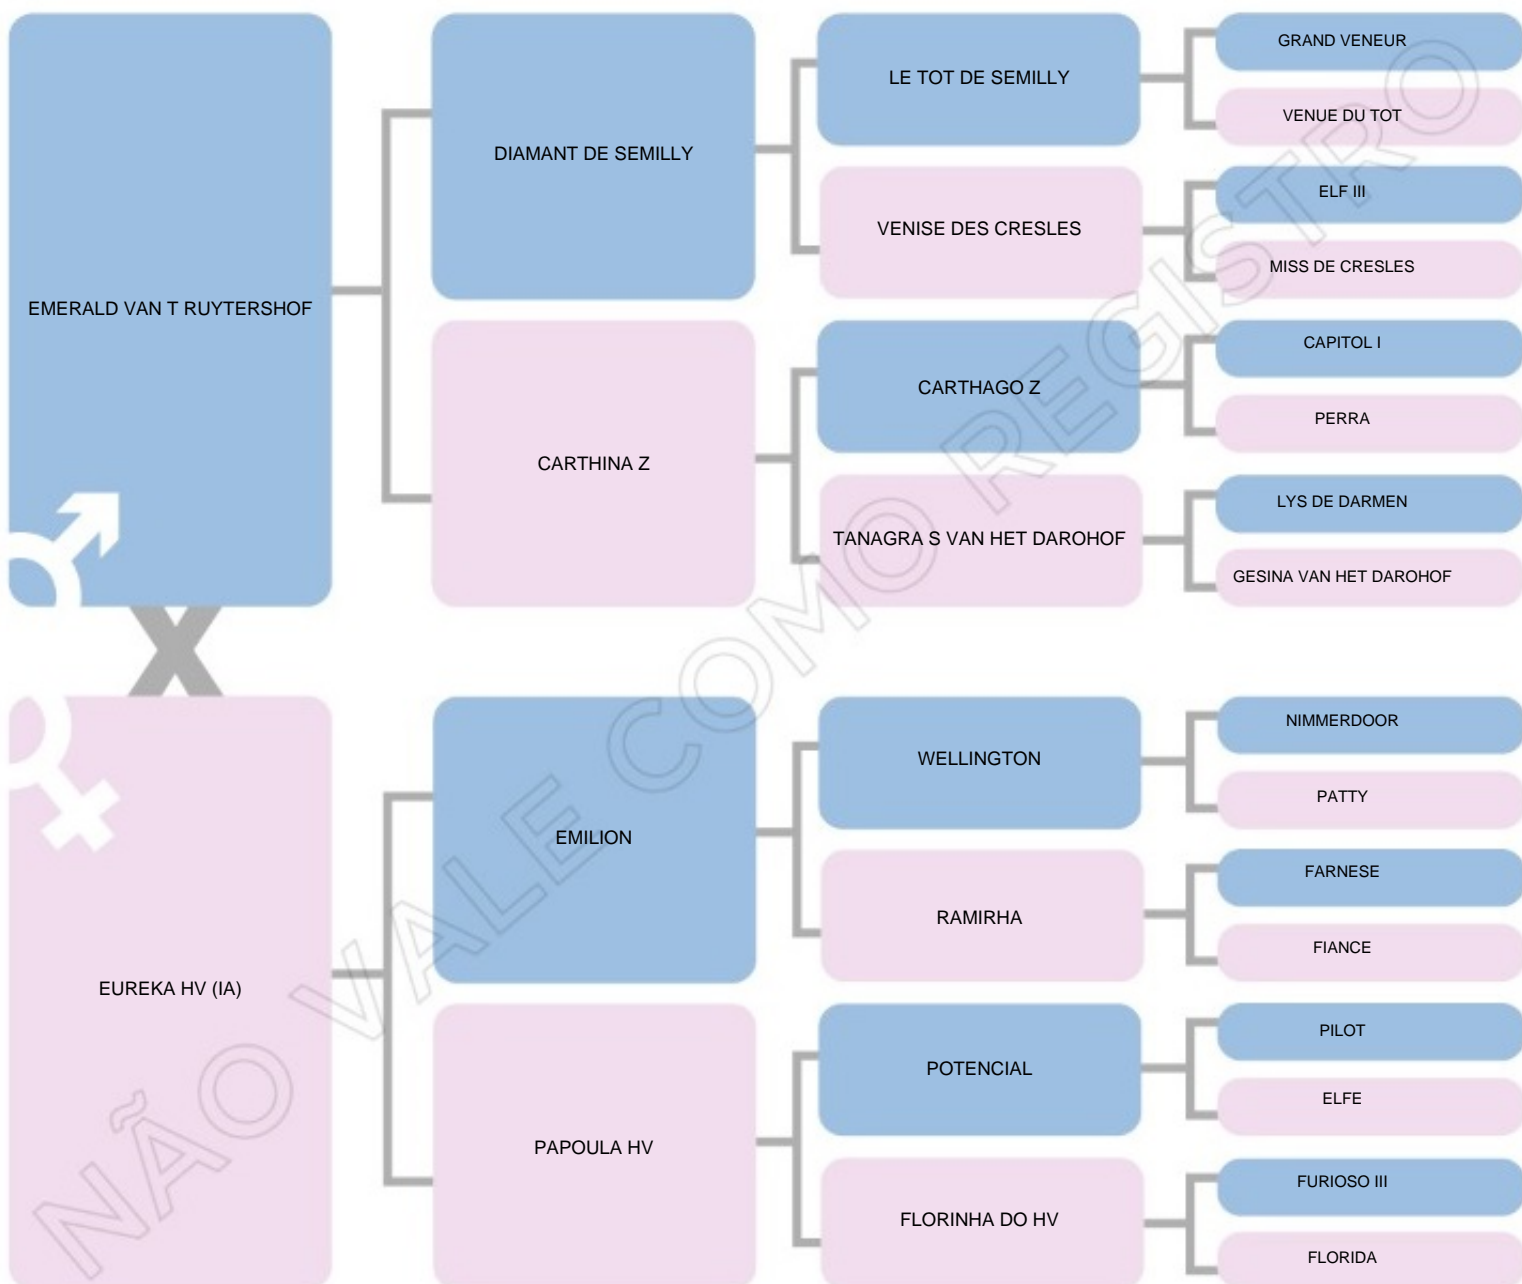 EMERALD VAN T RUYTERSHOF
DIAMANT DE SEMILLY
LE TOT DE SEMILLY
GRAND VENEUR
VENUE DU TOT
VENISE DES CRESLES
ELF III
MISS DE CRESLES
CARTHINA Z
CARTHAGO Z
CAPITOL I
PERRA
TANAGRA S VAN HET DAROHOF
LYS DE DARMEN
GESINA VAN HET DAROHOF
X
EUREKA HV (IA)
EMILION
WELLINGTON
NIMMERDOOR
PATTY
RAMIRHA
FARNESE
FIANCE
PAPOULA HV
POTENCIAL
PILOT
ELFE
FLORINHA DO HV
FURIOSO III
FLORIDA
NÃO VALE COMO REGISTRO